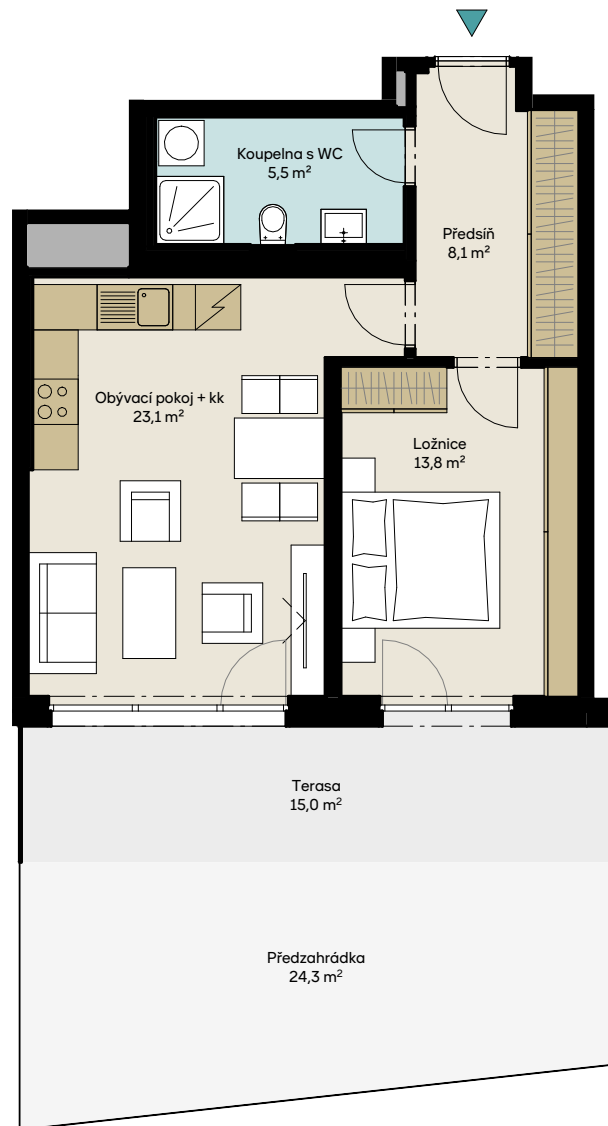 Koupelna s WC
5,5 m²
Předsíň
8,1 m²
Obývací pokoj + kk
23,1 m²
Ložnice
13,8 m²
Terasa
15,0 m²
Předzahrádka
24,3 m²